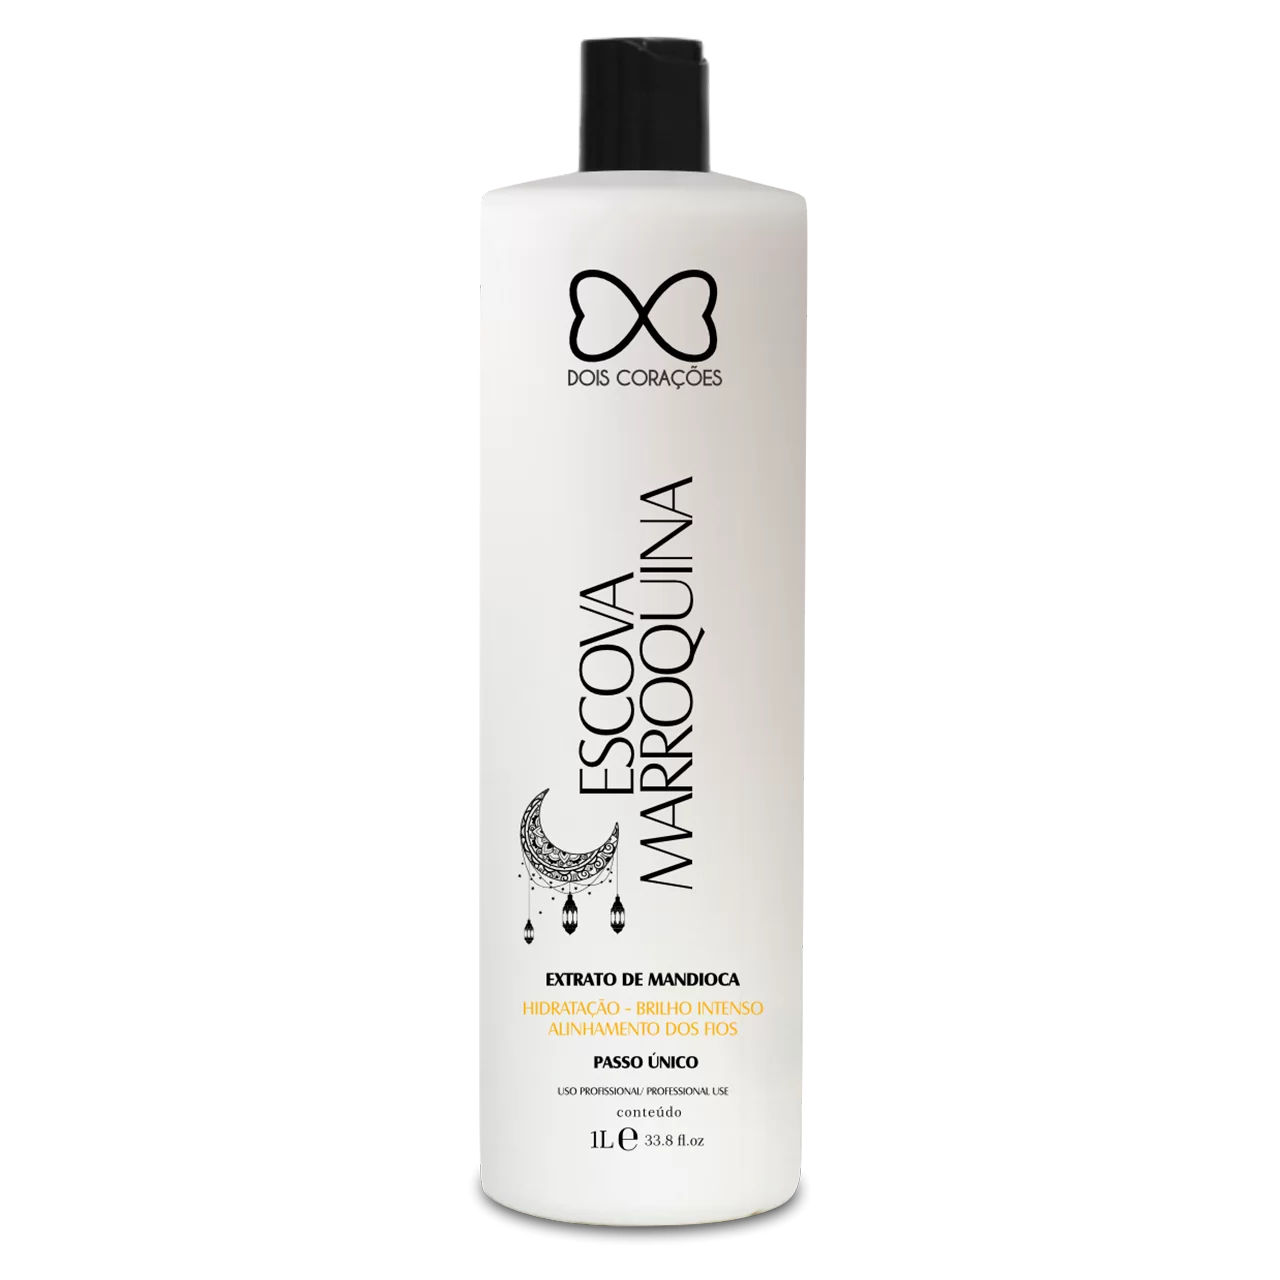 DOIS CORAÇÕES
ESCOVA
MARROQUINA
EXTRATO DE MANDIOCA
HIDRATAÇÃO - BRILHO INTENSO
ALINHAMENTO DOS FIOS
PASSO ÚNICO
USO PROFISSIONAL/ PROFESSIONAL USE
conteúdo
1L e 33.8 fl.oz